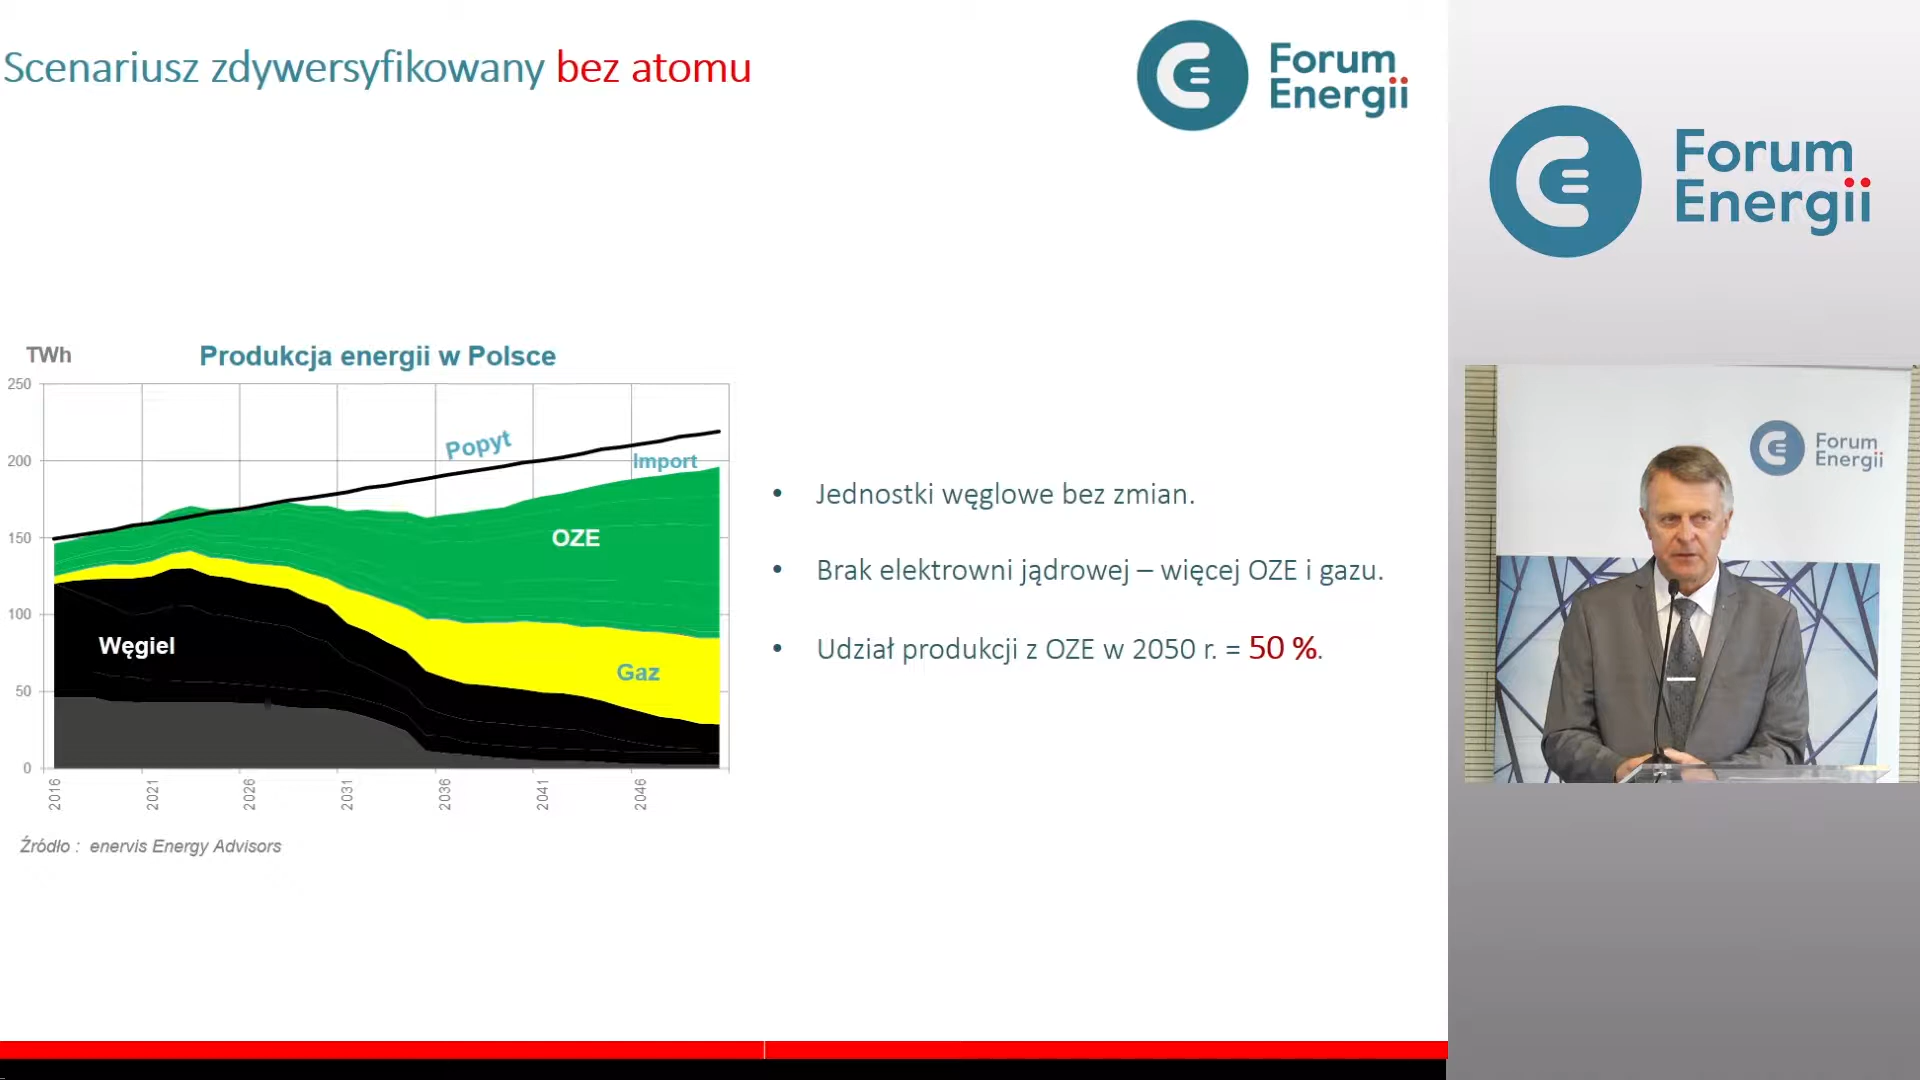 Scenariusz zdywersyfikowany bez atomu
Forum
Energii
TWh
Produkcja energii w Polsce
250
200
150
100
50
0
Popyt
Import
OZE
Węgiel
Gaz
2016
2021
2026
2031
2036
2041
2046
Źródło : enervis Energy Advisors
• Jednostki węglowe bez zmian.
• Brak elektrowni jądrowej – więcej OZE i gazu.
• Udział produkcji z OZE w 2050 r. = 50 %.
Forum
Energii
Forum
Energii